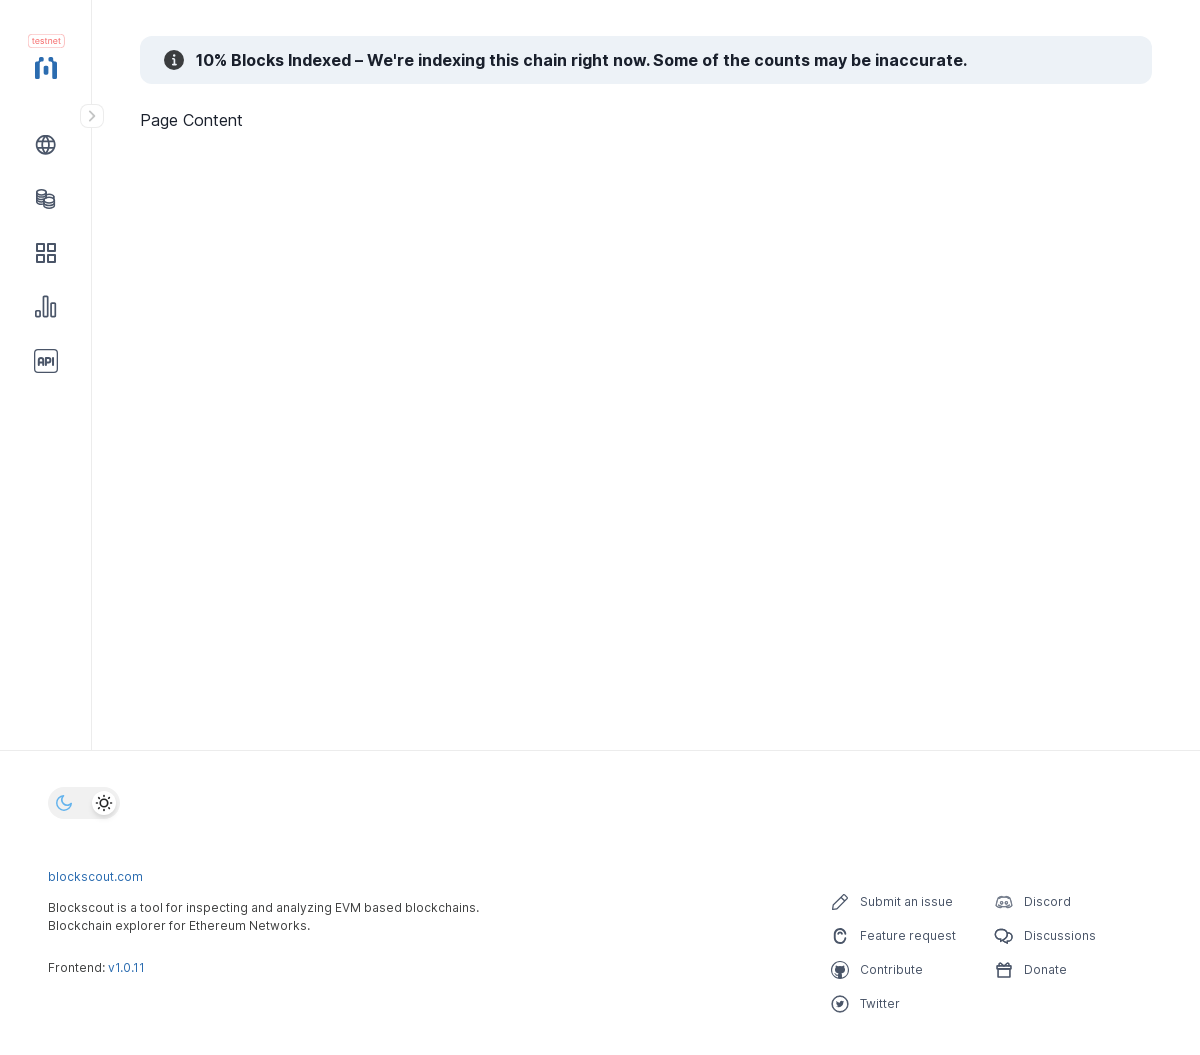 testnet
10% Blocks Indexed – We're indexing this chain right now. Some of the counts may be inaccurate.
Page Content
API
blockscout.com
Blockscout is a tool for inspecting and analyzing EVM based blockchains.
Blockchain explorer for Ethereum Networks.
Frontend: v1.0.11
Submit an issue
Feature request
Contribute
Twitter
Discord
Discussions
Donate